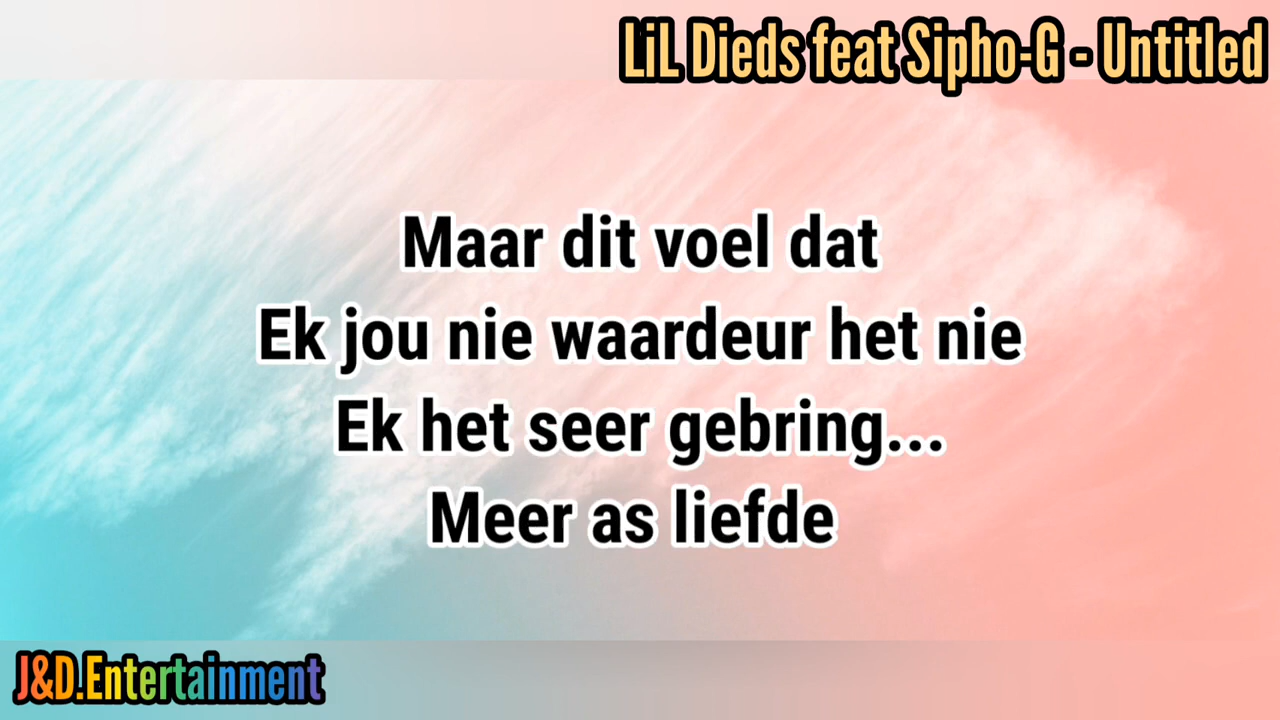 LiL Dieds feat Sipho-G - Untitled
Maar dit voel dat
Ek jou nie waardeur het nie
Ek het seer gebring...
Meer as liefde
J&D.Entertainment